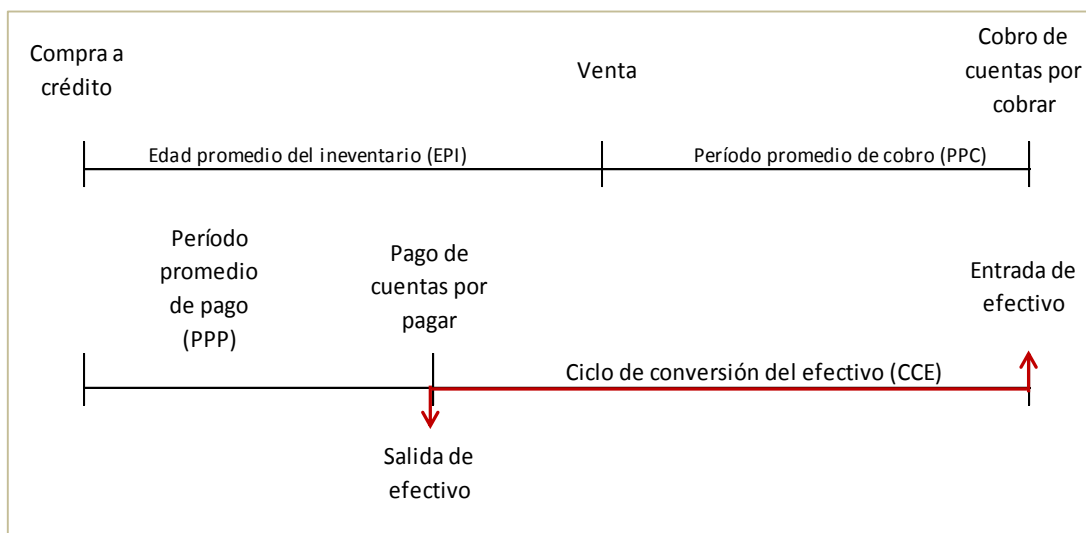 Compra a
crédito
Venta
Cobro de
cuentas por
cobrar
Edad promedio del ineventario (EPI)
Período promedio de cobro (PPC)
Período
promedio
de pago
(PPP)
Pago de
cuentas por
pagar
Entrada de
efectivo
Ciclo de conversión del efectivo (CCE)
Salida de
efectivo